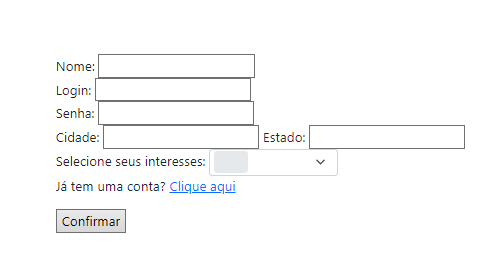 Nome:
Login:
Senha:
Cidade: Estado:
Selecione seus interesses:
Já tem uma conta? Clique aqui
Confirmar